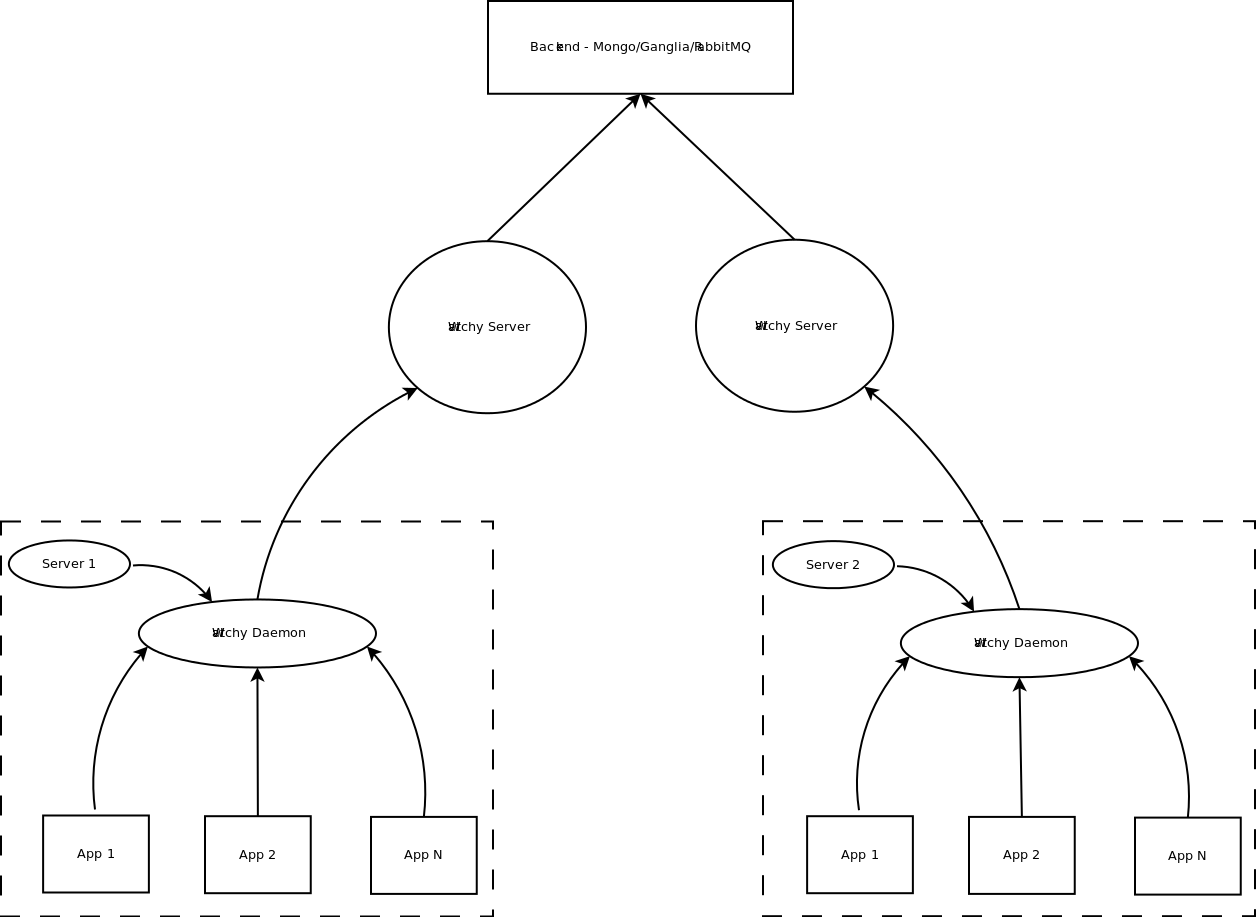 Backend - Mongo/Ganglia/RabbitMQ
Watchy Server
Watchy Server
Server 1
Server 2
Watchy Daemon
Watchy Daemon
App 1
App 2
App N
App 1
App 2
App N